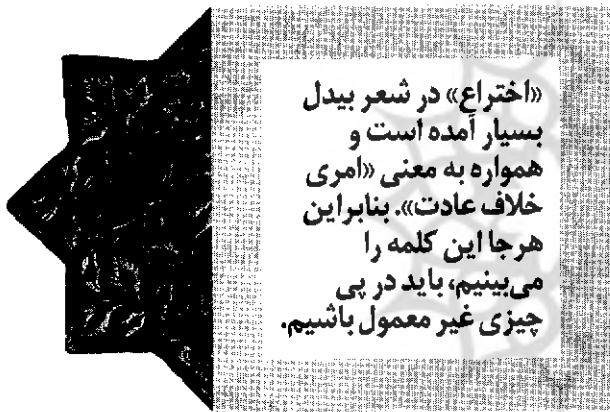 «اختراع» در شعر بیدل
بسیار آمده است و
همواره به معنی «امری
خلاف عادت». بنابراین
هرجا این کلمه را
می‌بینیم، باید در پی
چیزی غیر معمول باشیم.